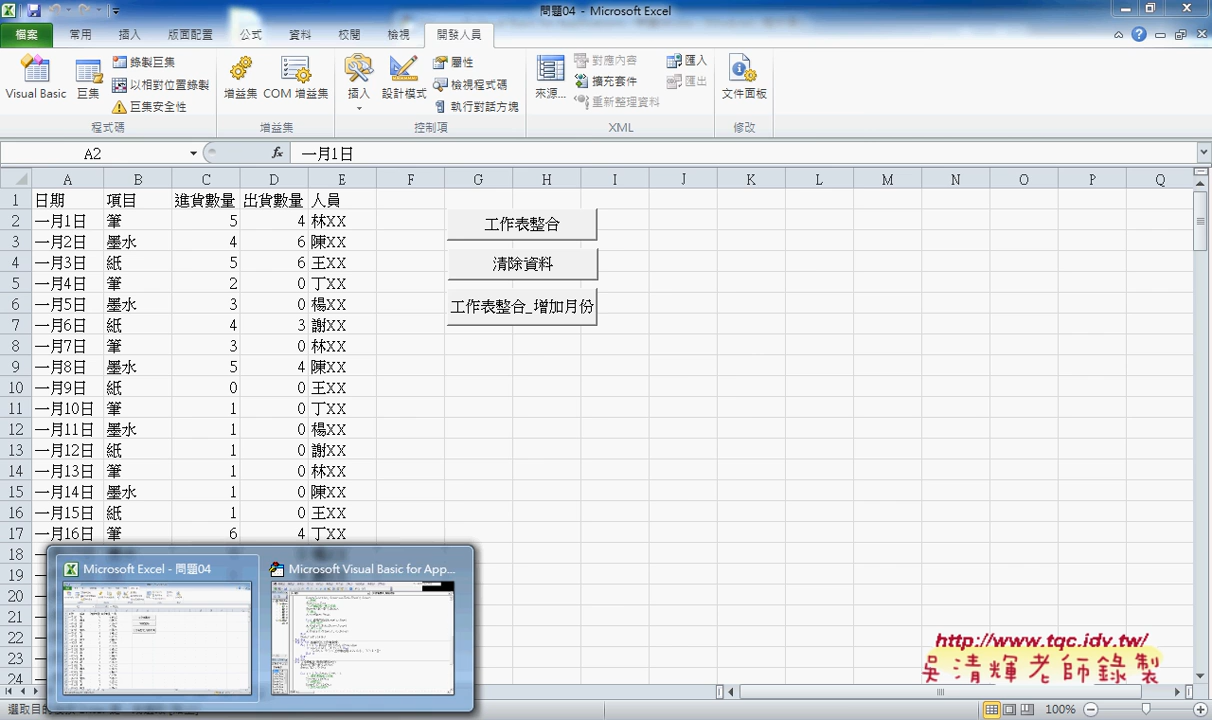 問題04 - Microsoft Excel
檔案 常用 插入 版面配置 公式 資料 校閱 檢視 開發人員
Visual Basic 巨集 錄製巨集 以相對位置錄製 巨集安全性 增益集 COM 增益集 插入 設計模式 屬性 檢視程式碼 執行對話方塊 來源... 對應內容 擴充套件 重新整理資料 匯入 匯出 文件面板
程式碼 增益集 控制項 XML 修改
A2 fx 一月1日
A B C D E F G H I J K L M N O P Q
1 日期 項目 進貨數量 出貨數量 人員
2 一月1日 筆 5 4 林XX
3 一月2日 墨水 4 6 陳XX
4 一月3日 紙 5 6 王XX
5 一月4日 筆 2 0 丁XX
6 一月5日 墨水 3 0 楊XX
7 一月6日 紙 4 3 謝XX
8 一月7日 筆 3 0 林XX
9 一月8日 墨水 5 4 陳XX
10 一月9日 紙 0 0 王XX
11 一月10日 筆 1 0 丁XX
12 一月11日 墨水 1 0 楊XX
13 一月12日 紙 1 0 謝XX
14 一月13日 筆 1 0 林XX
15 一月14日 墨水 1 0 陳XX
16 一月15日 紙 1 0 王XX
17 一月16日 筆 6 4 丁XX
18
19
20
21
22
23
24
工作表整合
清除資料
工作表整合_增加月份
Microsoft Excel - 問題04
Microsoft Visual Basic for App...
http://www.tqc.idv.tw/
吳清輝老師錄製
100%